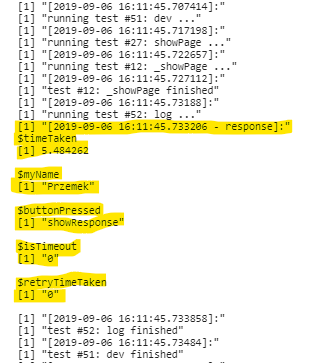 [1] "[2019-09-06 16:11:45.707414]:"
[1] "running test #51: dev ..."
[1] "[2019-09-06 16:11:45.717198]:"
[1] "running test #27: showPage ..."
[1] "[2019-09-06 16:11:45.722657]:"
[1] "running test #12: _showPage ..."
[1] "[2019-09-06 16:11:45.727112]:"
[1] "test #12: _showPage finished"
[1] "[2019-09-06 16:11:45.73188]:"
[1] "running test #52: log ..."
[1] "[2019-09-06 16:11:45.733206 - response]:"
$timeTaken
[1] 5.484262
$myName
[1] "Przemek"
$buttonPressed
[1] "showResponse"
$isTimeout
[1] "0"
$retryTimeTaken
[1] "0"
[1] "[2019-09-06 16:11:45.733858]:"
[1] "test #52: log finished"
[1] "[2019-09-06 16:11:45.73484]:"
[1] "test #51: dev finished"